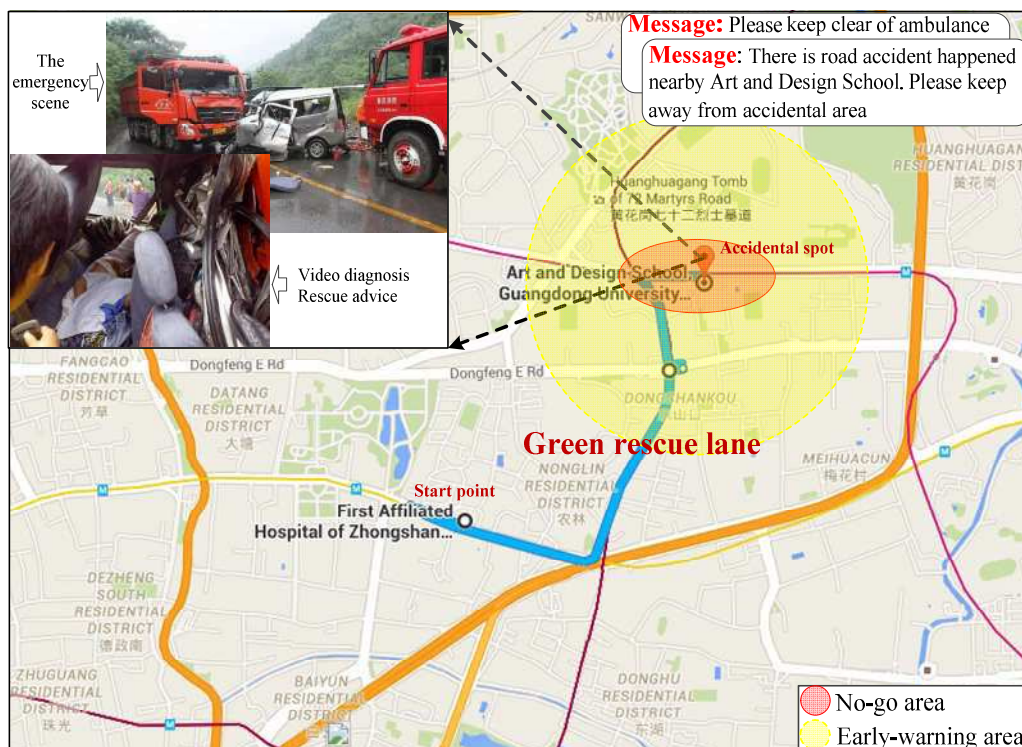 The
emergency
scene
Video diagnosis
Rescue advice
Message: Please keep clear of ambulance
Message: There is road accident happened
nearby Art and Design School. Please keep
away from accidental area
HUANGHUAGANG
RESIDENTIAL DISTRICT
黄花岗
Huanghuagang Tomb
of 72 Martyrs Road
黄花岗七十二烈士墓道
Accidental spot
Art and Design School,
Guangdong University...
FANGCAO
RESIDENTIAL
DISTRICT
芳草
Dongfeng E Rd
Dongfeng E Rd
DATANG
RESIDENTIAL
DISTRICT
大塘
DONGSHANKOU
Green rescue lane
MEIHUACUN
梅花村
NONGLIN
RESIDENTIAL
DISTRICT
农林
Start point
First Affiliated
Hospital of Zhongshan...
DEZHENG
SOUTH
RESIDENTIAL
DISTRICT
德政南
ZHUGUANG
RESIDENTIAL
DISTRICT
珠光
BAIYUN
RESIDENTIAL
DISTRICT
DONGHU
RESIDENTIAL
DISTRICT
东湖
No-go area
Early-warning area